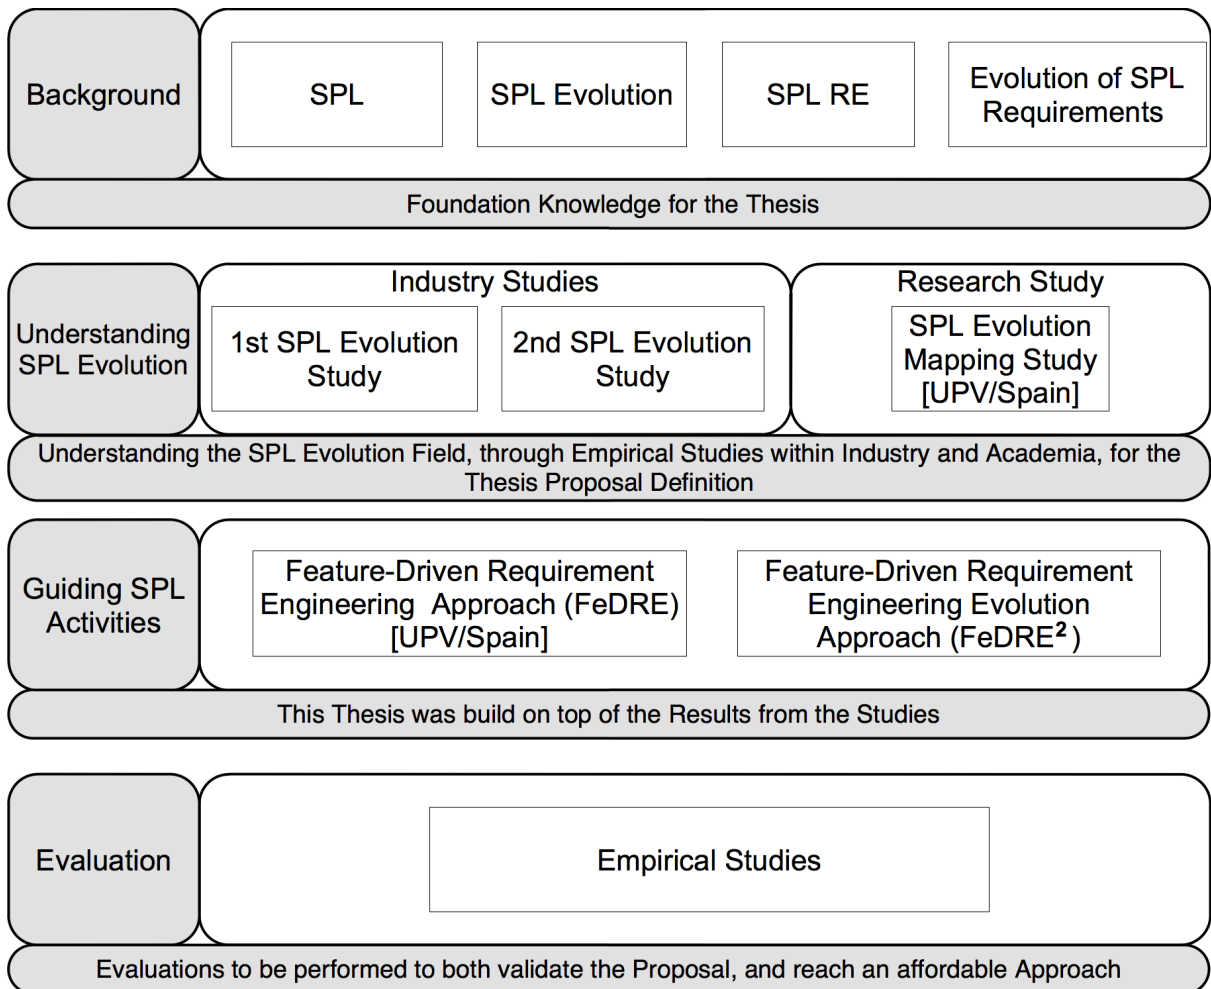 Background
SPL
SPL Evolution
SPL RE
Evolution of SPL
Requirements
Foundation Knowledge for the Thesis
Understanding
SPL Evolution
Industry Studies
1st SPL Evolution
Study
2nd SPL Evolution
Study
Research Study
SPL Evolution
Mapping Study
[UPV/Spain]
Understanding the SPL Evolution Field, through Empirical Studies within Industry and Academia, for the
Thesis Proposal Definition
Guiding SPL
Activities
Feature-Driven Requirement
Engineering Approach (FeDRE)
[UPV/Spain]
Feature-Driven Requirement
Engineering Evolution
Approach (FeDRE²)
This Thesis was build on top of the Results from the Studies
Evaluation
Empirical Studies
Evaluations to be performed to both validate the Proposal, and reach an affordable Approach